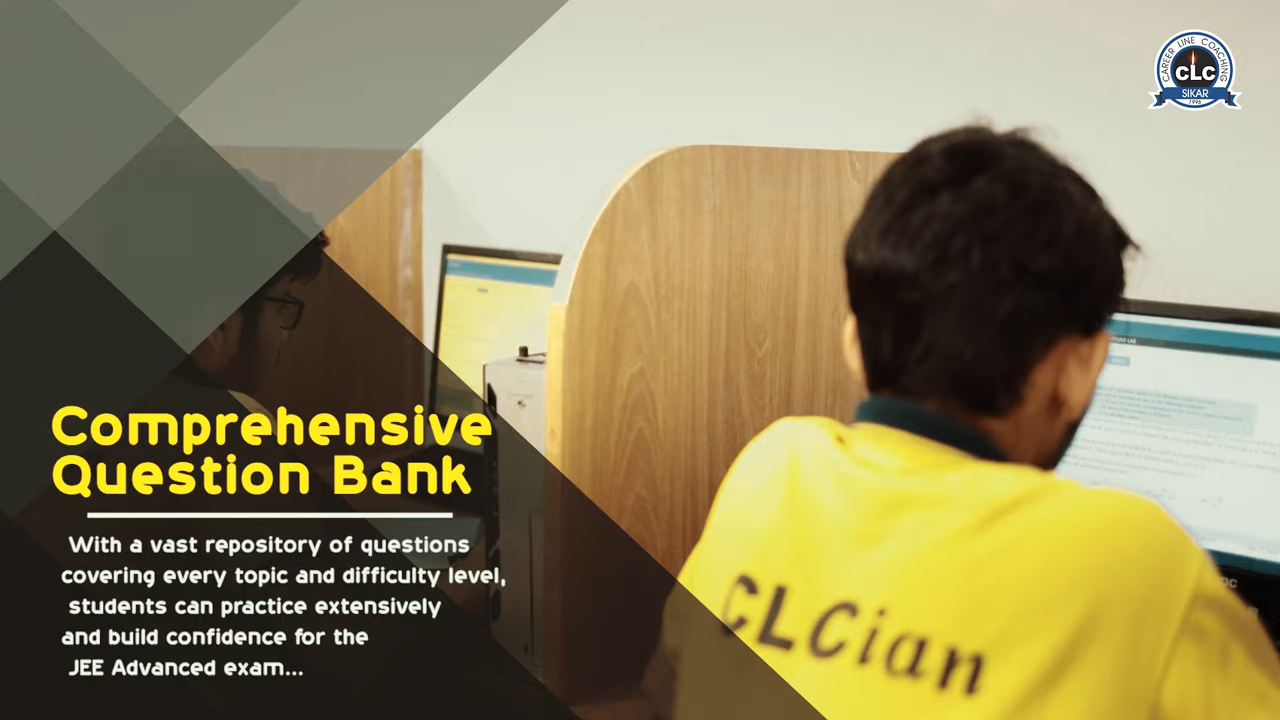 CAREER LINE COACHING
CLC
SIKAR
1996
Comprehensive
Question Bank
With a vast repository of questions
covering every topic and difficulty level,
students can practice extensively
and build confidence for the
JEE Advanced exam...
CLCian